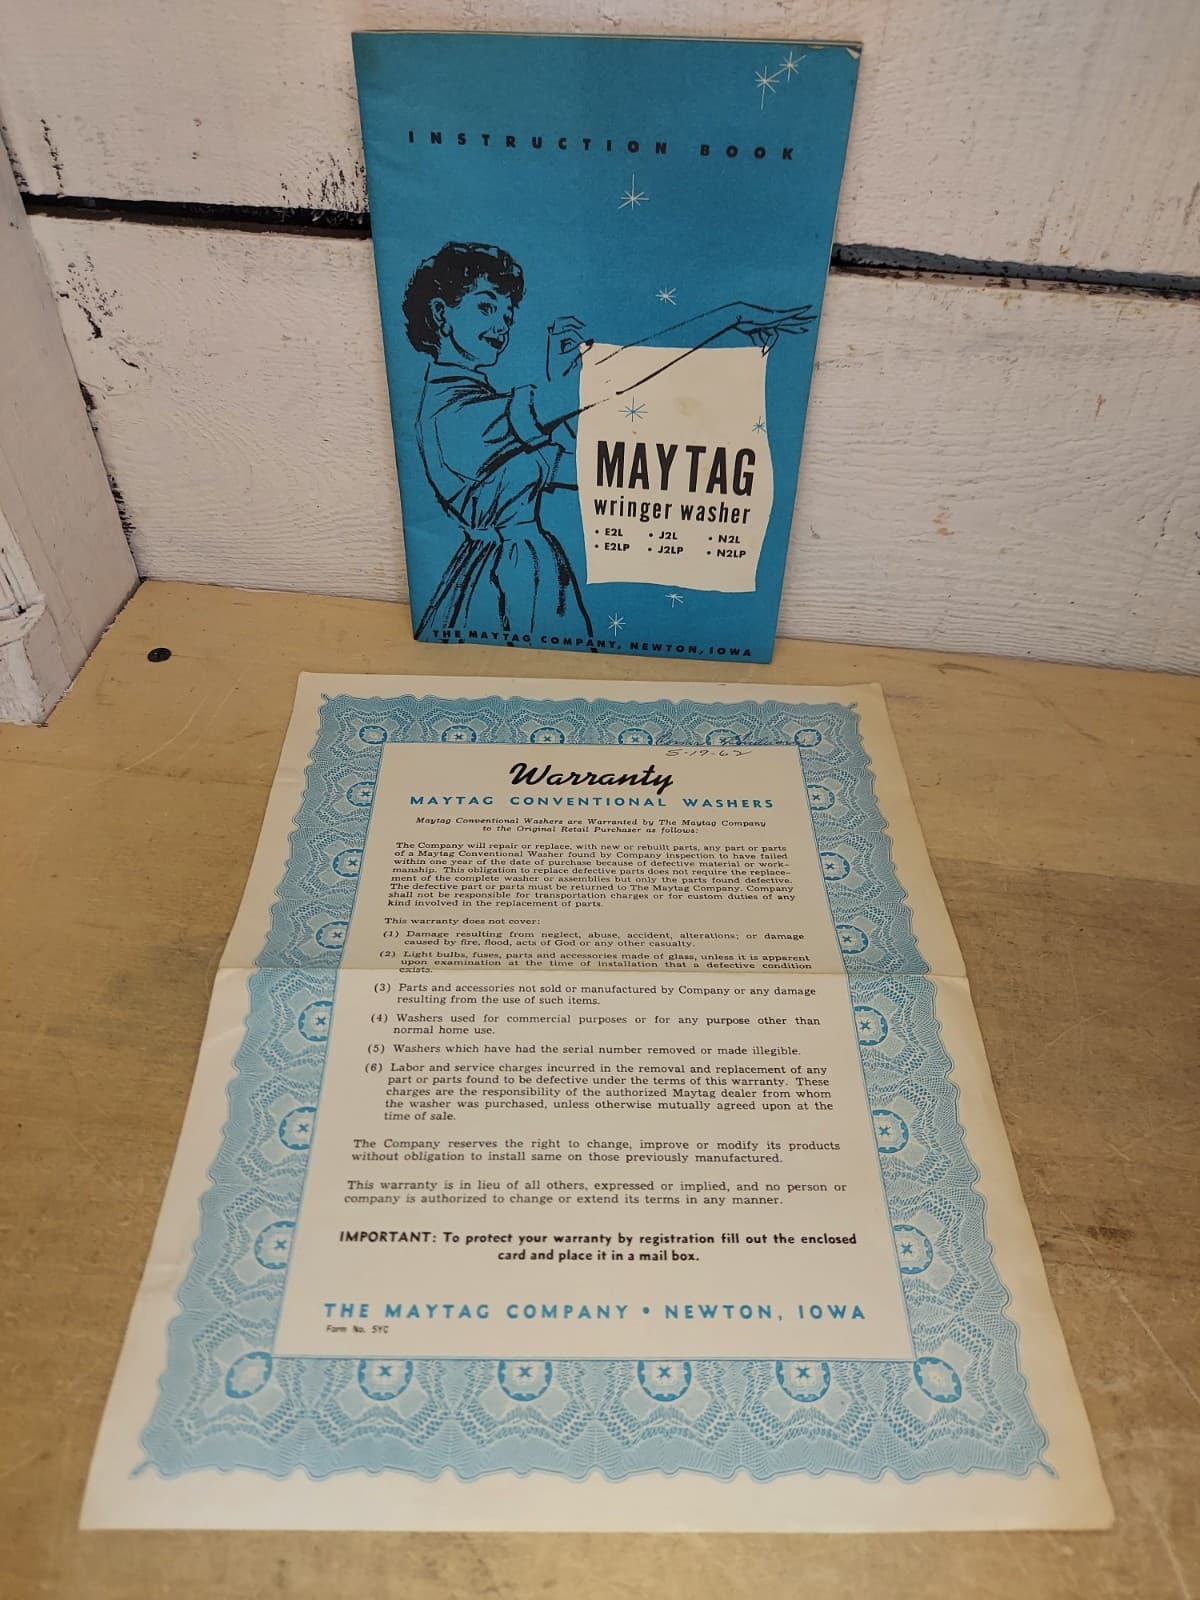 INSTRUCTION BOOK
MAYTAG
wringer washer
• E2L • J2L • N2L
• E2LP • J2LP • N2LP
THE MAYTAG COMPANY, NEWTON, IOWA
5-19-62
Warranty
MAYTAG CONVENTIONAL WASHERS
Maytag Conventional Washers are Warranted by The Maytag Company
to the Original Retail Purchaser as follows:
The Company will repair or replace, with new or rebuilt parts, any part or parts
of a Maytag Conventional Washer found by Company inspection to have failed
within one year of the date of purchase because of defective material or work-
manship. This obligation to replace defective parts does not require the replace-
ment of the complete washer or assemblies but only the parts found defective.
The defective part or parts must be returned to The Maytag Company. Company
shall not be responsible for transportation charges or for custom duties of any
kind involved in the replacement of parts.
This warranty does not cover:
(1) Damage resulting from neglect, abuse, accident, alterations; or damage
caused by fire, flood, acts of God or any other casualty.
(2) Light bulbs, fuses, parts and accessories made of glass, unless it is apparent
upon examination at the time of installation that a defective condition
exists.
(3) Parts and accessories not sold or manufactured by Company or any damage
resulting from the use of such items.
(4) Washers used for commercial purposes or for any purpose other than
normal home use.
(5) Washers which have had the serial number removed or made illegible.
(6) Labor and service charges incurred in the removal and replacement of any
part or parts found to be defective under the terms of this warranty. These
charges are the responsibility of the authorized Maytag dealer from whom
the washer was purchased, unless otherwise mutually agreed upon at the
time of sale.
The Company reserves the right to change, improve or modify its products
without obligation to install same on those previously manufactured.
This warranty is in lieu of all others, expressed or implied, and no person or
company is authorized to change or extend its terms in any manner.
IMPORTANT: To protect your warranty by registration fill out the enclosed
card and place it in a mail box.
THE MAYTAG COMPANY • NEWTON, IOWA
Form No. 5YC